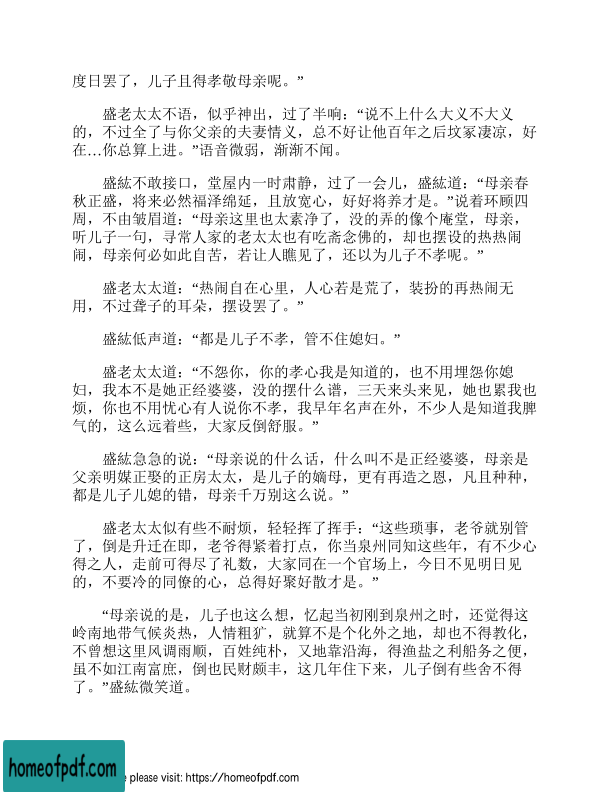 度日罢了，儿子且得孝敬母亲呢。”
盛老太太不语，似乎神出，过了半响：“说不上什么大义不大义
的，不过全了与你父亲的夫妻情义，总不好让他百年之后坟冢凄凉，好
在…你总算上进。”语音微弱，渐渐不闻。
盛紘不敢接口，堂屋内一时肃静，过了一会儿，盛紘道：“母亲春
秋正盛，将来必然福泽绵延，且放宽心，好好将养才是。”说着环顾四
周，不由皱眉道：“母亲这里也太素净了，没的弄的像个庵堂，母亲，
听儿子一句，寻常人家的老太太也有吃斋念佛的，却也摆设的热热闹
闹，母亲何必如此自苦，若让人瞧见了，还以为儿子不孝呢。”
盛老太太道：“热闹自在心里，人心若是荒了，装扮的再热闹无
用，不过聋子的耳朵，摆设罢了。”
盛紘低声道：“都是儿子不孝，管不住媳妇。”
盛老太太道：“不怨你，你的孝心我是知道的，也不用埋怨你媳
妇，我本不是她正经婆婆，没的摆什么谱，三天来头来见，她也累我也
烦，你也不用忧心有人说你不孝，我早年名声在外，不少人是知道我脾
气的，这么远着些，大家反倒舒服。”
盛紘急急的说：“母亲说的什么话，什么叫不是正经婆婆，母亲是
父亲明媒正娶的正房太太，是儿子的嫡母，更有再造之恩，凡且种种，
都是儿子儿媳的错，母亲千万别这么说。”
盛老太太似有些不耐烦，轻轻挥了挥手：“这些琐事，老爷就别管
了，倒是升迁在即，老爷得紧着打点，你当泉州同知这些年，有不少心
得之人，走前可得尽了礼数，大家同在一个官场上，今日不见明日见
的，不要冷的同僚的心，总得好聚好散才是。”
“母亲说的是，儿子也这么想，忆起当初刚到泉州之时，还觉得这
岭南地带气候炎热，人情粗犷，就算不是个化外之地，却也不得教化，
不曾想这里风调雨顺，百姓纯朴，又地靠沿海，得渔盐之利船务之便，
虽不如江南富庶，倒也民财颇丰，这几年住下来，儿子倒有些舍不得
了。”盛紘微笑道。
homeofpdf.com
e please visit: https://homeofpdf.com